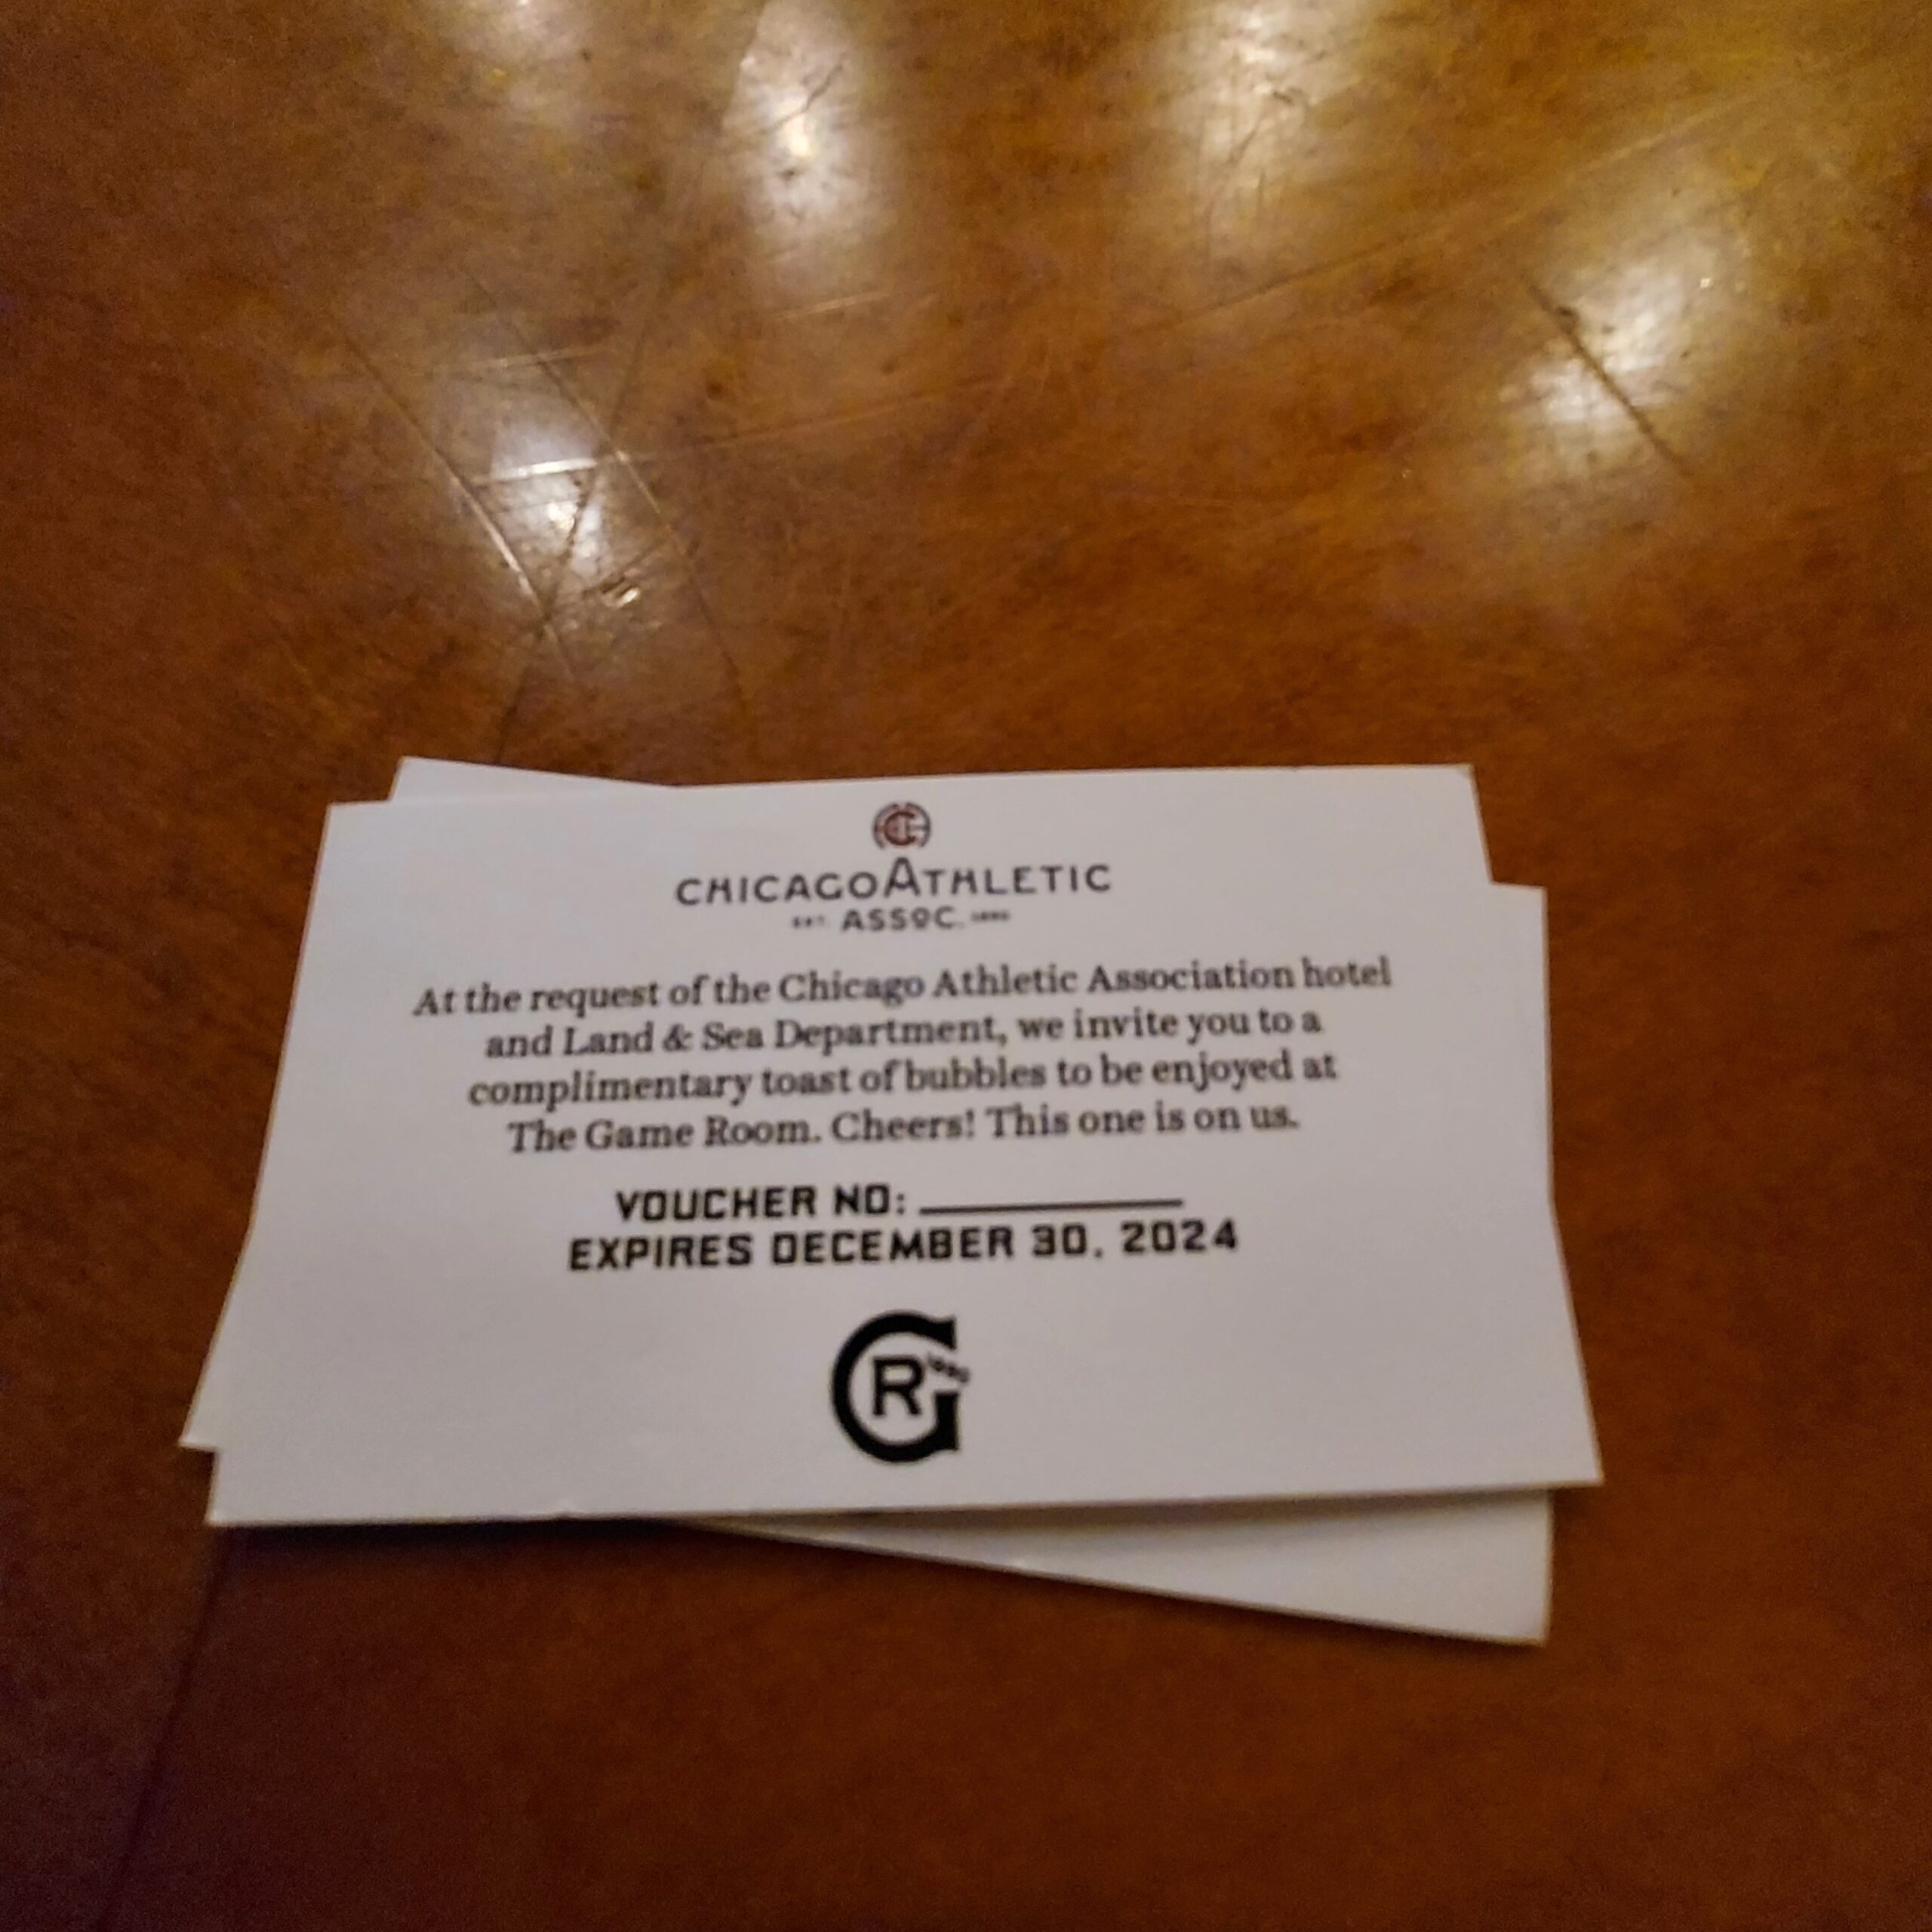 CHICAGO ATHLETIC
EST. ASSOC. 1890
At the request of the Chicago Athletic Association hotel
and Land & Sea Department, we invite you to a
complimentary toast of bubbles to be enjoyed at
The Game Room. Cheers! This one is on us.
VOUCHER NO:
EXPIRES DECEMBER 30, 2024
GR